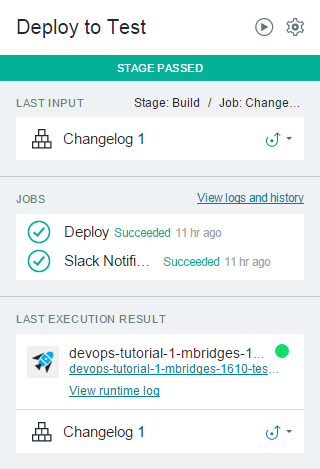 Deploy to Test
STAGE PASSED
LAST INPUT Stage: Build / Job: Change...
Changelog 1
JOBS View logs and history
Deploy Succeeded 11 hr ago
Slack Notifi... Succeeded 11 hr ago
LAST EXECUTION RESULT
devops-tutorial-1-mbridges-1...
devops-tutorial-1-mbridges-1610-tes...
View runtime log
Changelog 1